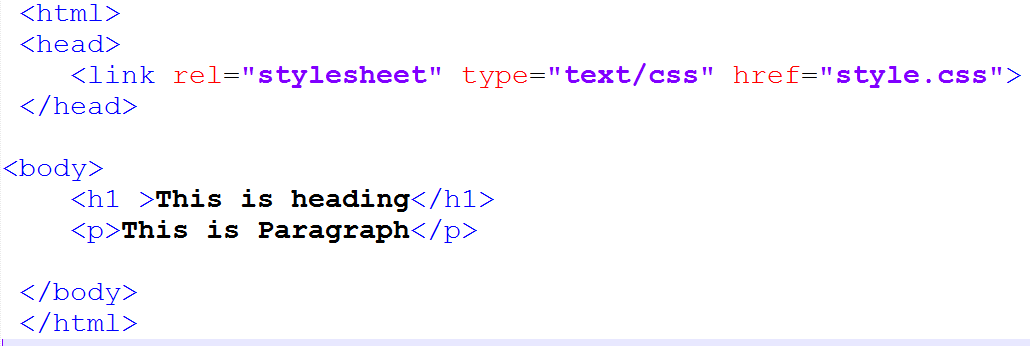 <html>
<head>
<link rel="stylesheet" type="text/css" href="style.css">
</head>
<body>
<h1 >This is heading</h1>
<p>This is Paragraph</p>
</body>
</html>